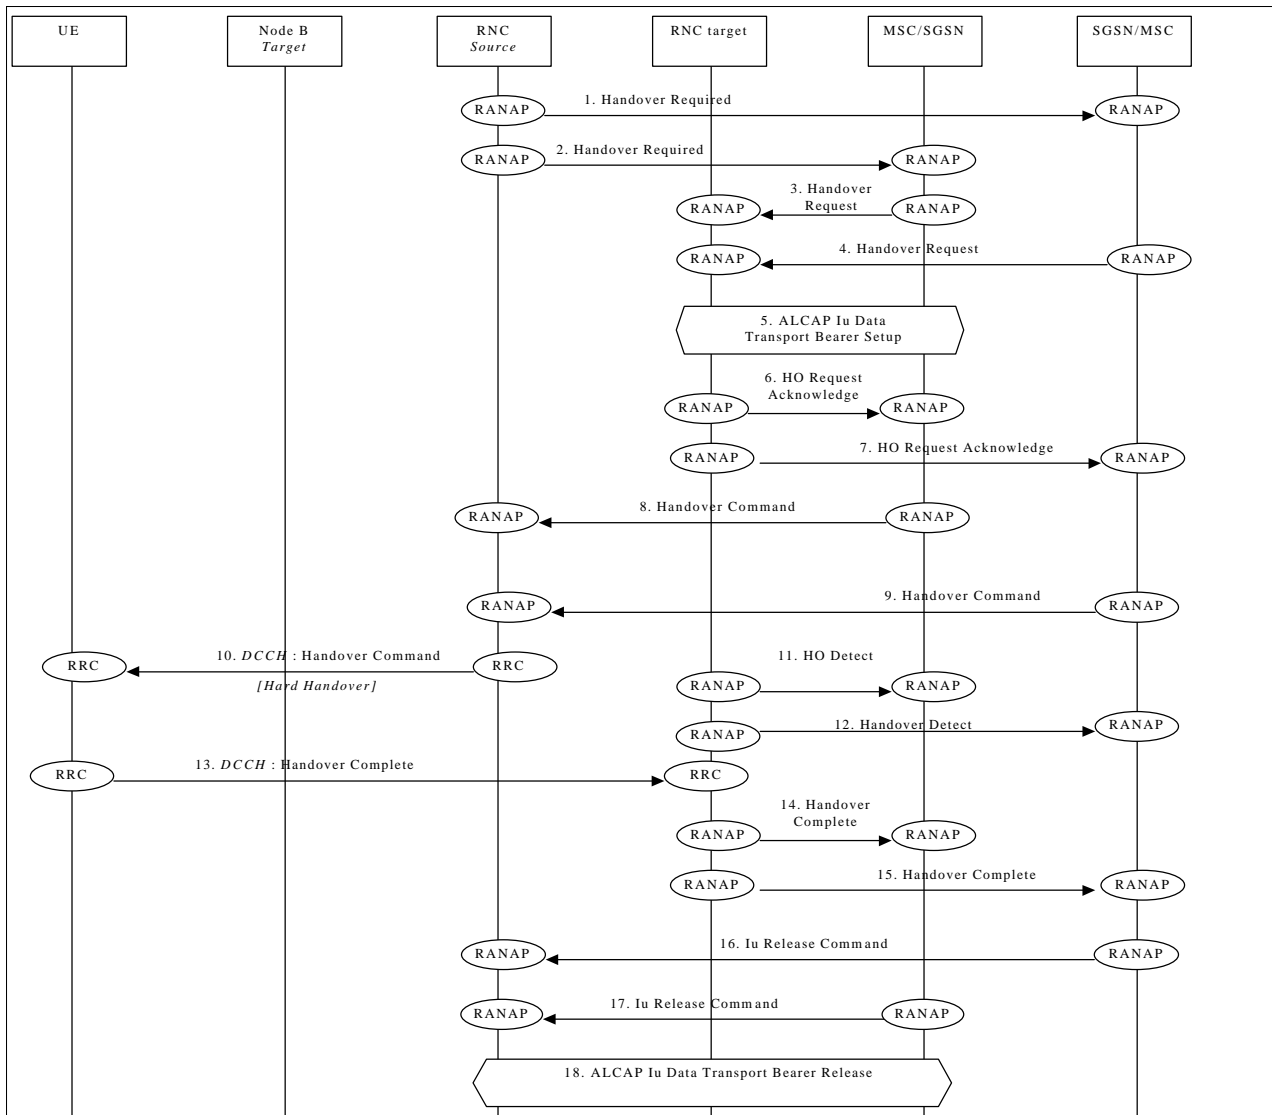 UE
Node B
Target
RNC
Source
RNC target
MSC/SGSN
SGSN/MSC
RANAP
1. Handover Required
RANAP
RANAP
2. Handover Required
RANAP
RANAP
3. Handover
Request
RANAP
RANAP
4. Handover Request
RANAP
5. ALCAP Iu Data
Transport Bearer Setup
6. HO Request
Acknowledge
RANAP
RANAP
RANAP
7. HO Request Acknowledge
RANAP
RANAP
8. Handover Command
RANAP
RANAP
9. Handover Command
RANAP
RRC
10. DCCH : Handover Command
[Hard Handover]
RRC
11. HO Detect
RANAP
RANAP
RANAP
12. Handover Detect
RANAP
RRC
13. DCCH : Handover Complete
RRC
14. Handover
Complete
RANAP
RANAP
RANAP
15. Handover Complete
RANAP
RANAP
16. Iu Release Command
RANAP
RANAP
17. Iu Release Command
RANAP
18. ALCAP Iu Data Transport Bearer Release